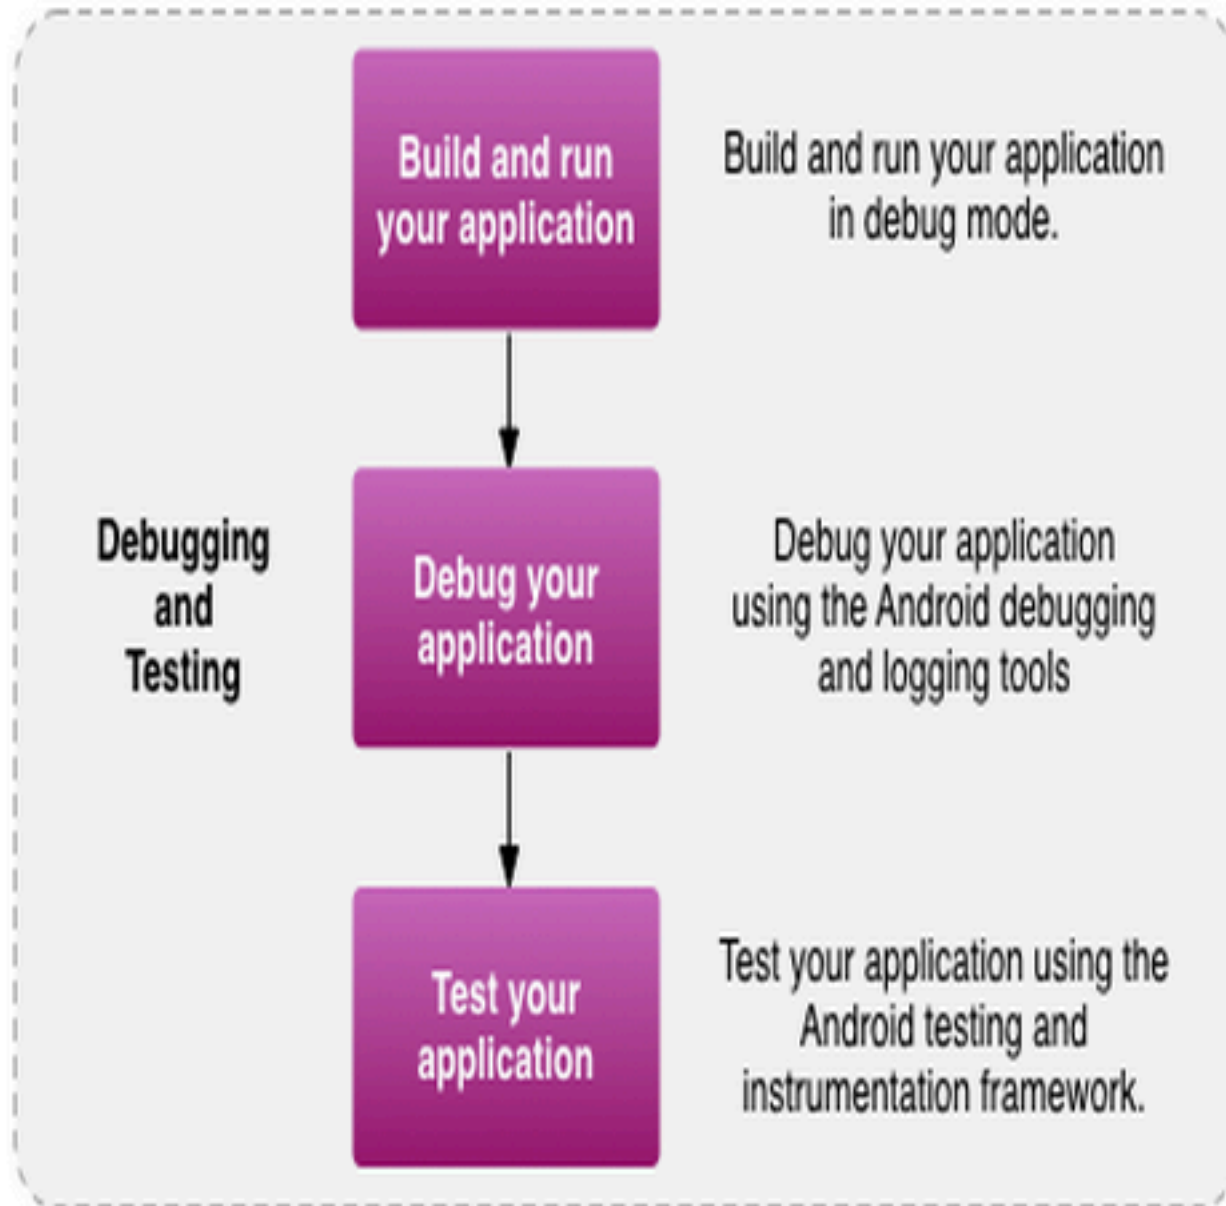 Build and run
your application
Build and run your application
in debug mode.
Debugging
and
Testing
Debug your
application
Debug your application
using the Android debugging
and logging tools
Test your
application
Test your application using the
Android testing and
instrumentation framework.